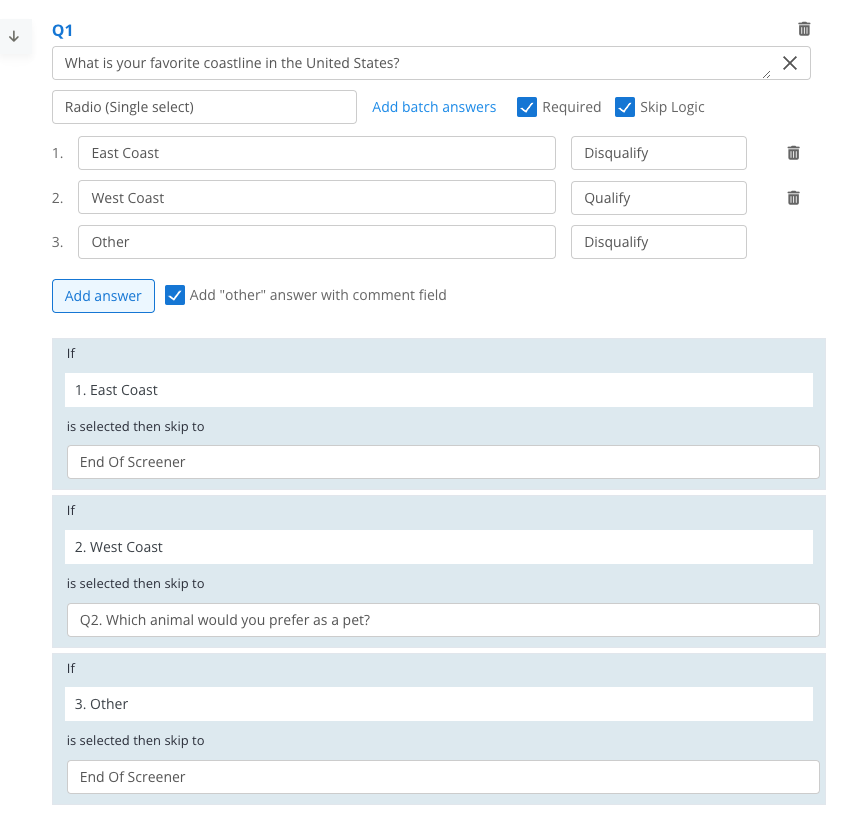 Q1
What is your favorite coastline in the United States?
Radio (Single select) Add batch answers Required Skip Logic
1. East Coast Disqualify
2. West Coast Qualify
3. Other Disqualify
Add answer Add "other" answer with comment field
If
1. East Coast
is selected then skip to
End Of Screener
If
2. West Coast
is selected then skip to
Q2. Which animal would you prefer as a pet?
If
3. Other
is selected then skip to
End Of Screener